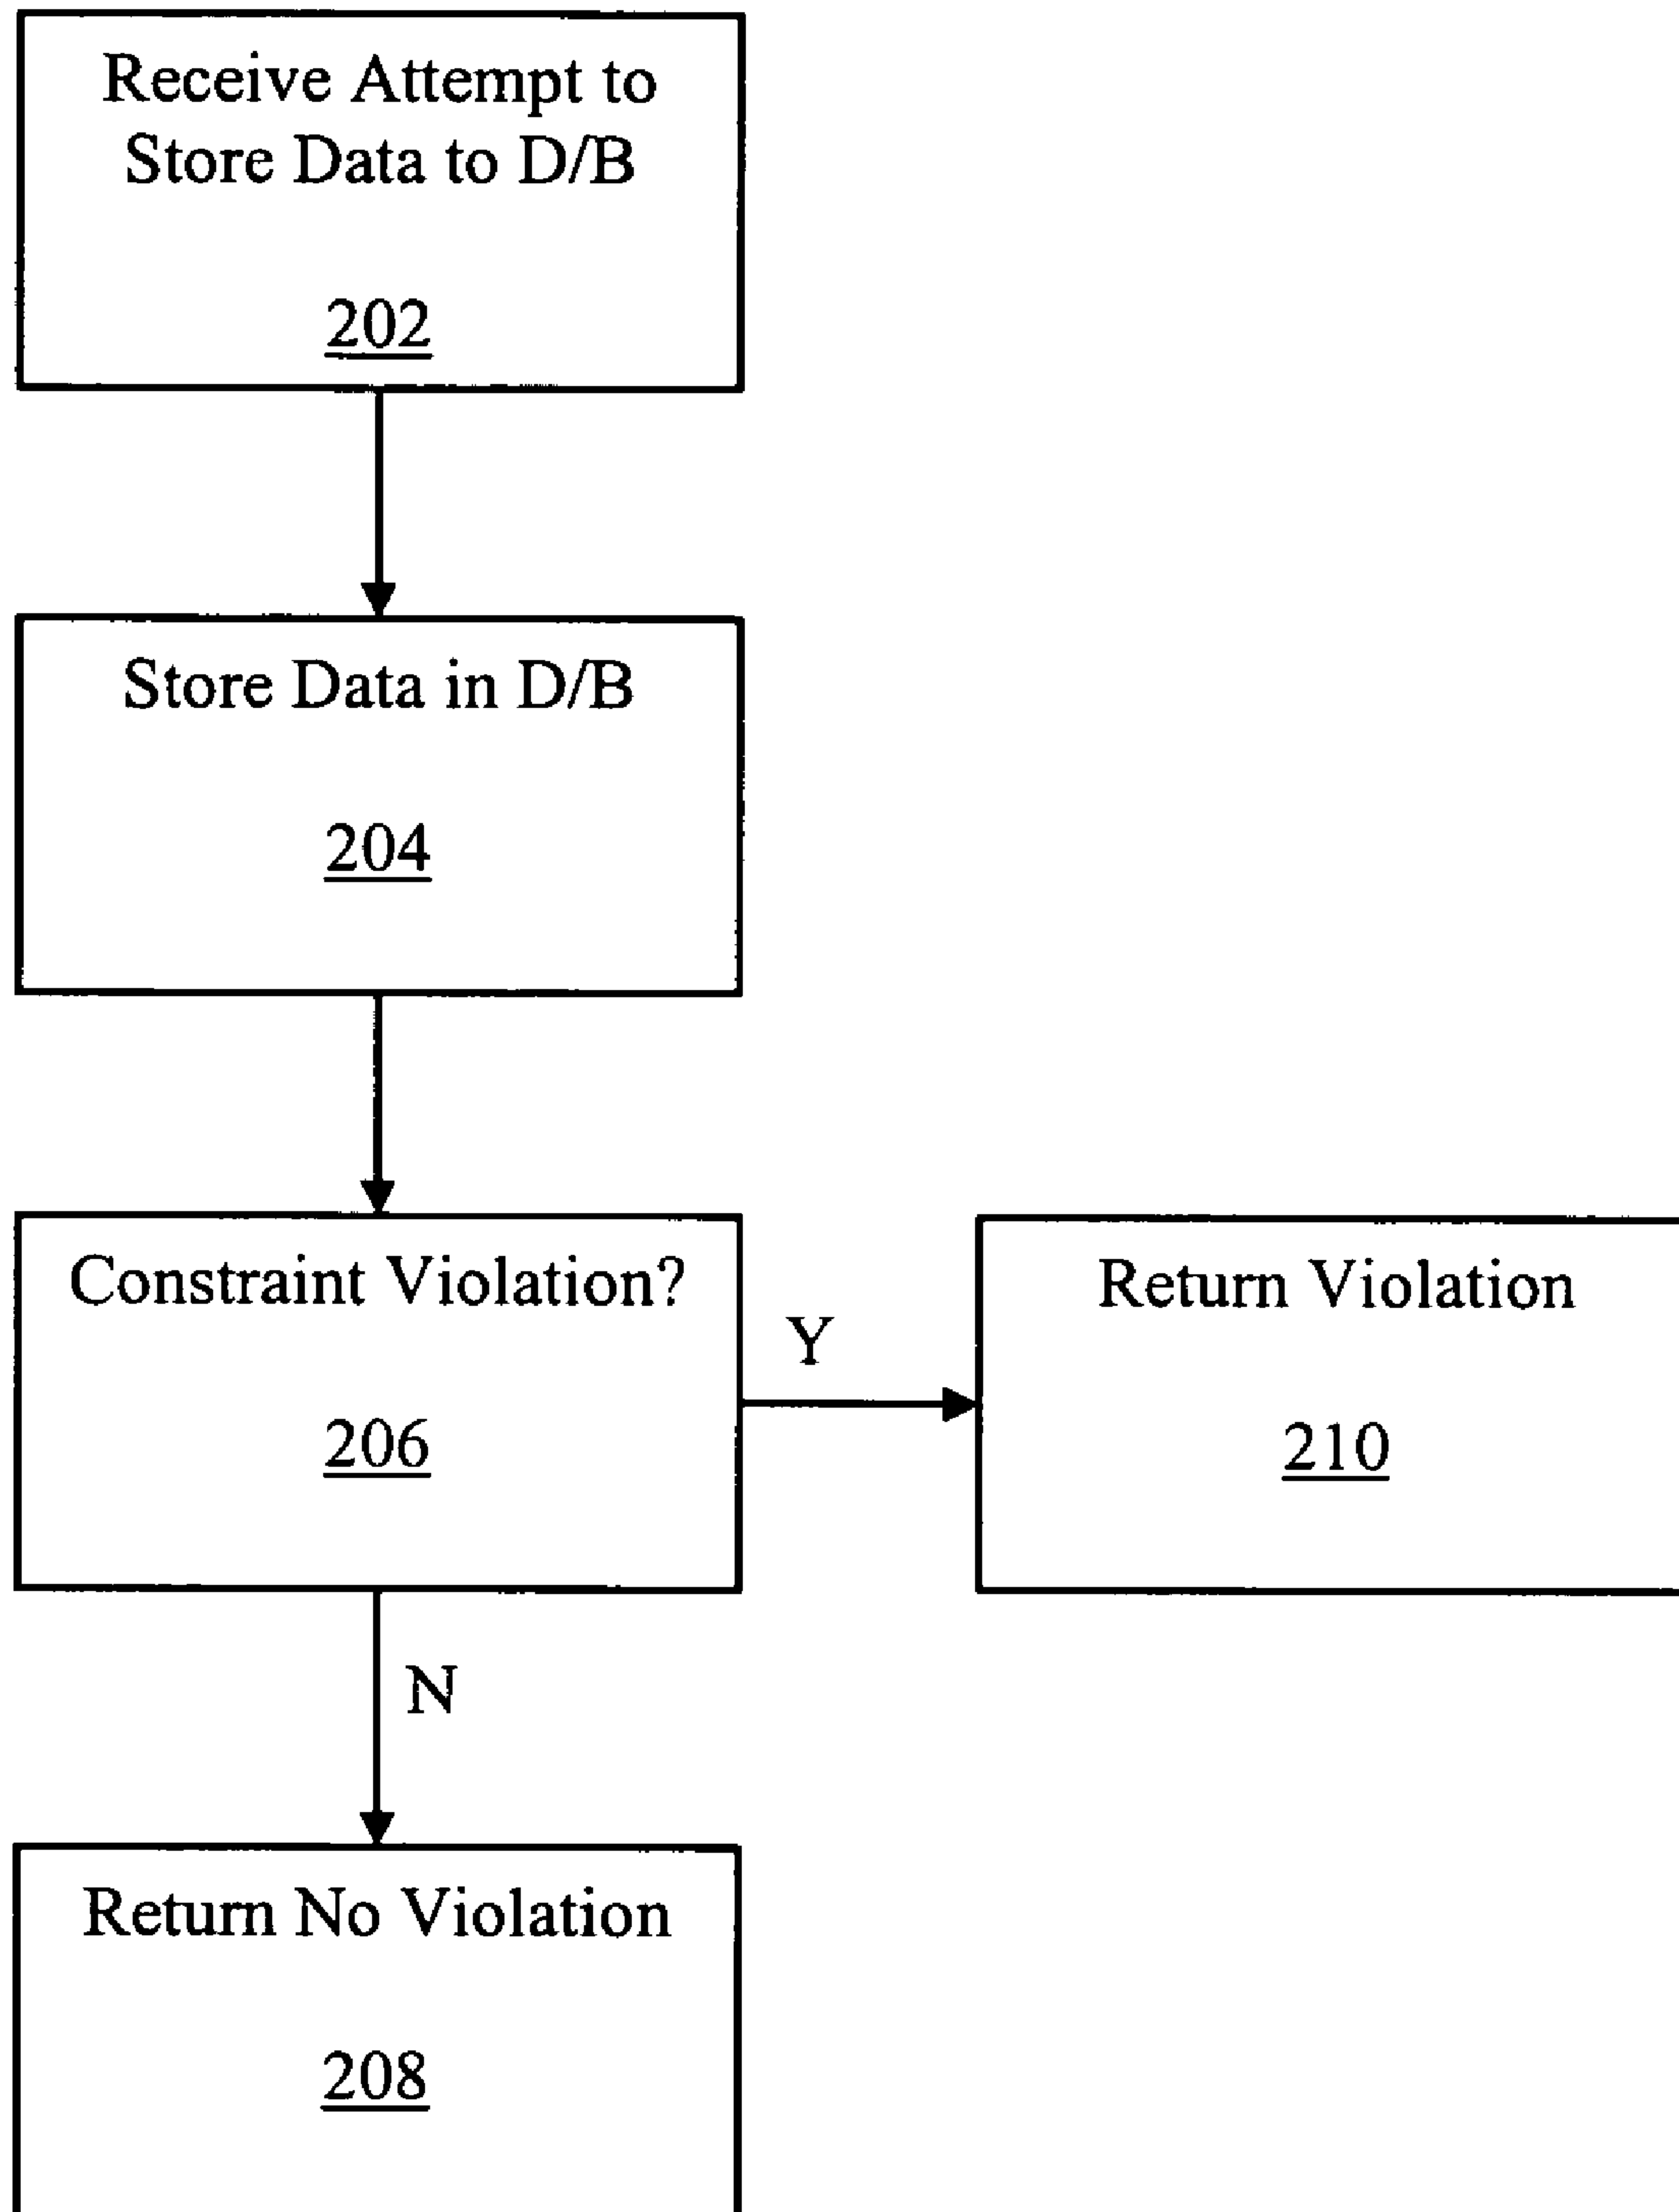 Receive Attempt to
Store Data to D/B
202
Store Data in D/B
204
Constraint Violation?
206
Y
Return Violation
210
N
Return No Violation
208